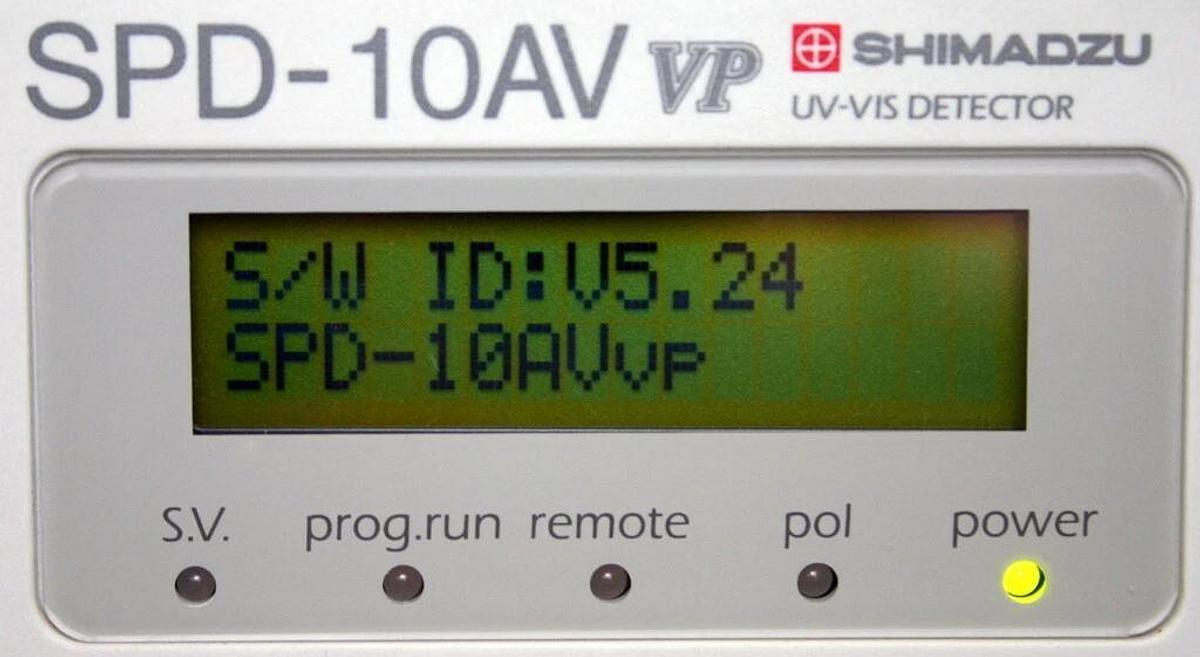 SPD-10AV VP
SHIMADZU
UV-VIS DETECTOR
S/W ID:V5.24
SPD-10AVvp
S.V. prog.run remote pol power